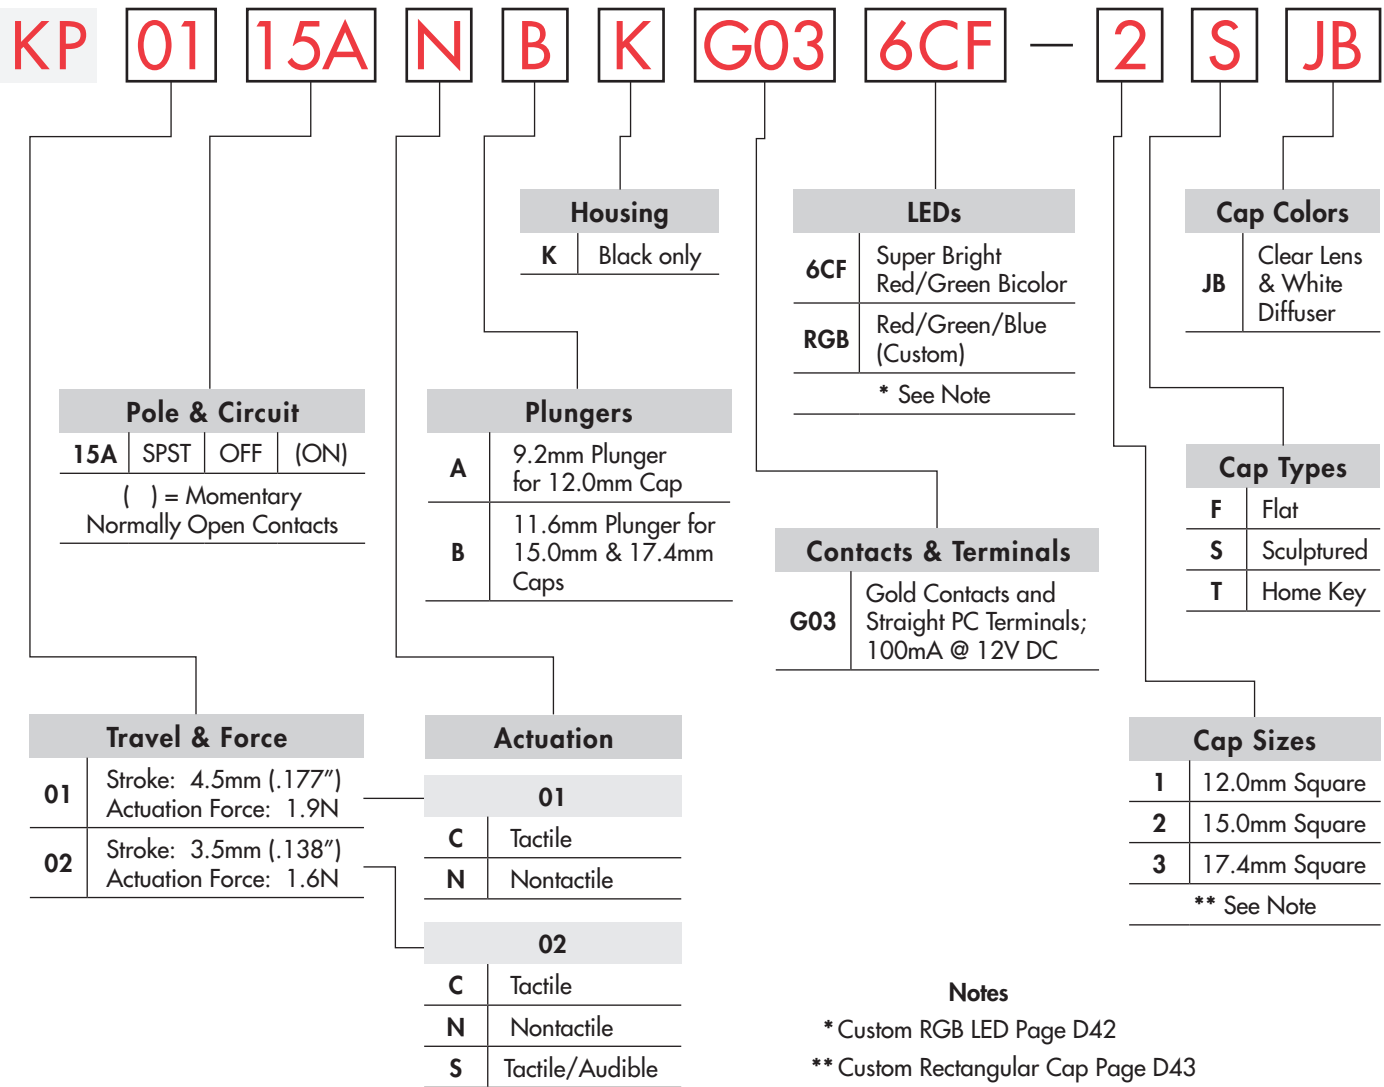 KP 01 15A N B K G03 6CF – 2 S JB
Housing
K Black only
LEDs
6CF Super Bright
Red/Green Bicolor
RGB Red/Green/Blue
(Custom)
* See Note
Cap Colors
JB Clear Lens
& White
Diffuser
Pole & Circuit
15A SPST OFF (ON)
( ) = Momentary
Normally Open Contacts
Plungers
A 9.2mm Plunger
for 12.0mm Cap
B 11.6mm Plunger for
15.0mm & 17.4mm
Caps
Contacts & Terminals
G03 Gold Contacts and
Straight PC Terminals;
100mA @ 12V DC
Cap Types
F Flat
S Sculptured
T Home Key
Travel & Force
01 Stroke: 4.5mm (.177″)
Actuation Force: 1.9N
02 Stroke: 3.5mm (.138″)
Actuation Force: 1.6N
Actuation
01
C Tactile
N Nontactile
02
C Tactile
N Nontactile
S Tactile/Audible
Cap Sizes
1 12.0mm Square
2 15.0mm Square
3 17.4mm Square
** See Note
Notes
* Custom RGB LED Page D42
** Custom Rectangular Cap Page D43